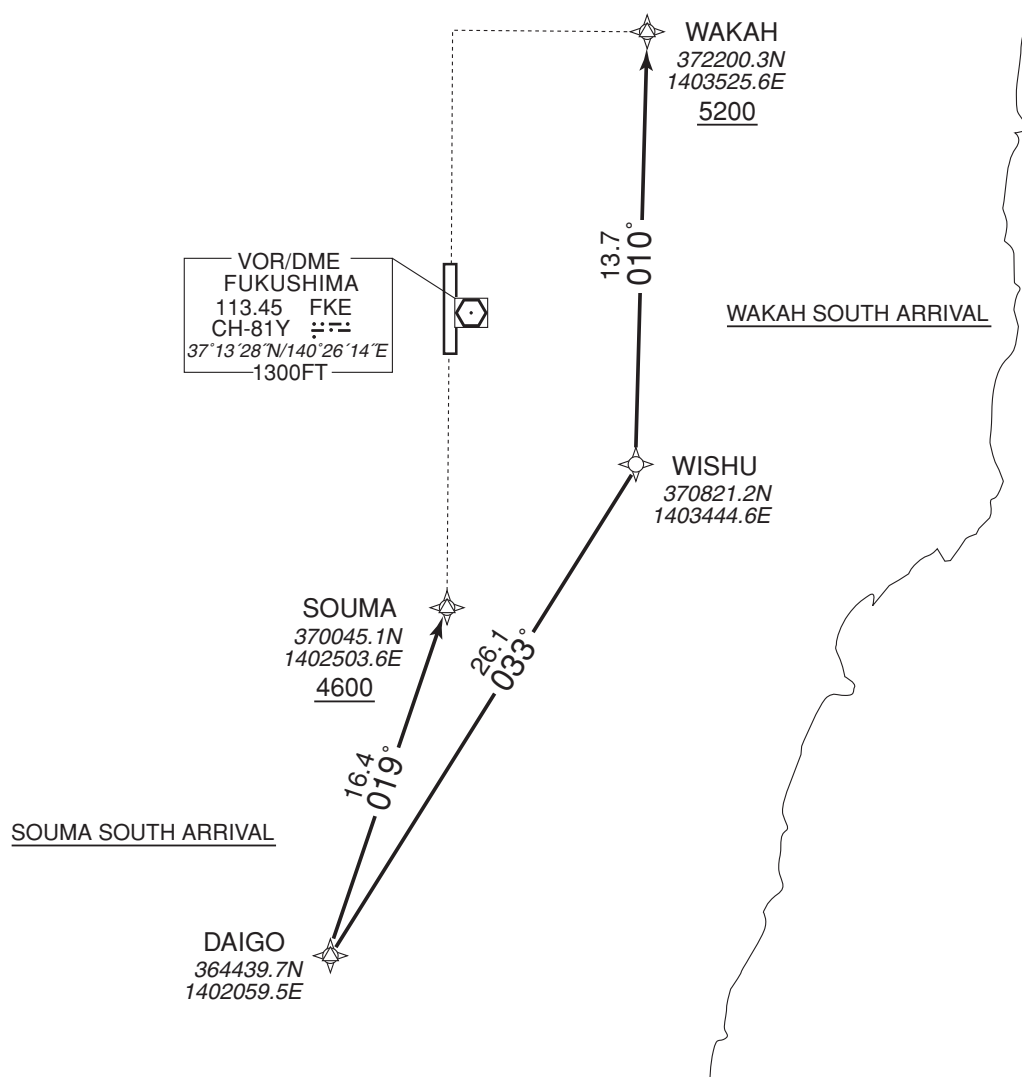 WAKAH
372200.3N
1403525.6E
5200
13.7
010°
VOR/DME
FUKUSHIMA
113.45 FKE
CH-81Y
37°13´28˝N/140°26´14˝E
1300FT
WAKAH SOUTH ARRIVAL
WISHU
370821.2N
1403444.6E
SOUMA
370045.1N
1402503.6E
4600
26.1
033°
16.4
019°
SOUMA SOUTH ARRIVAL
DAIGO
364439.7N
1402059.5E